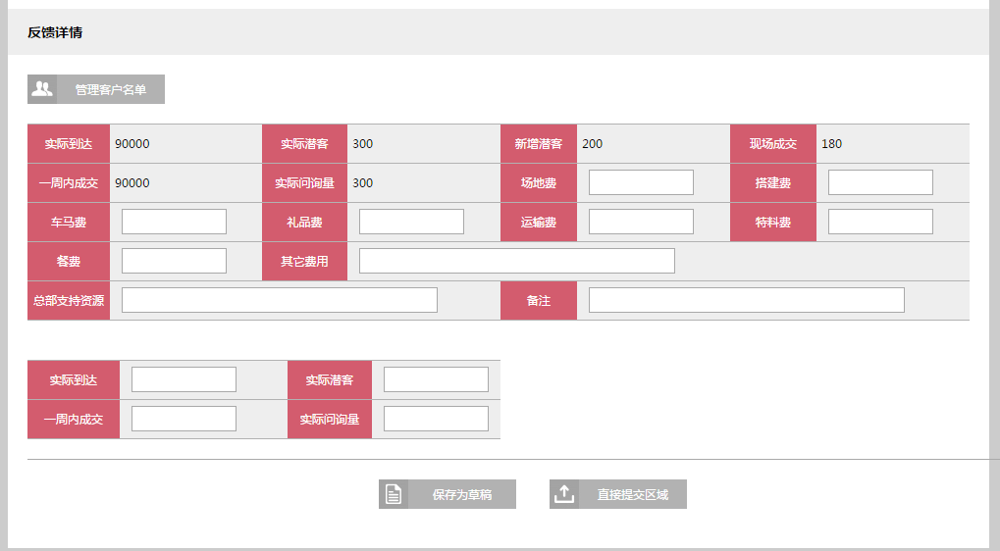 反馈详情
管理客户名单
实际到达 90000 实际潜客 300 新增潜客 200 现场成交 180
一周内成交 90000 实际问询量 300 场地费 搭建费
车马费 礼品费 运输费 特料费
餐费 其它费用
总部支持资源 备注
实际到达 实际潜客
一周内成交 实际问询量
保存为草稿 直接提交区域